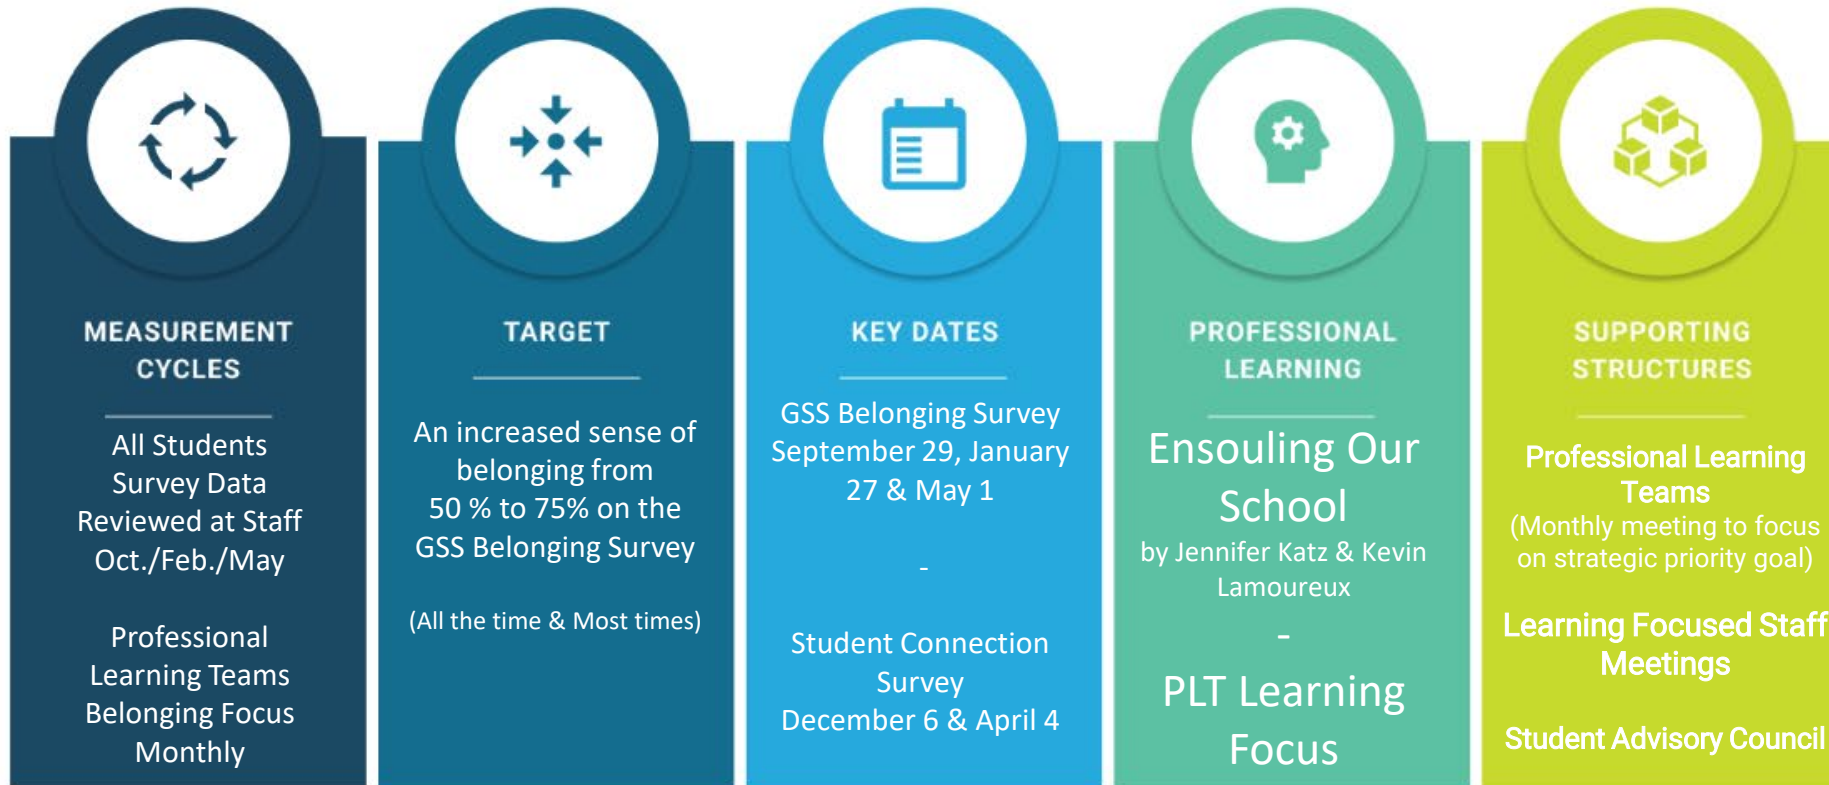 MEASUREMENT
CYCLES
All Students
Survey Data
Reviewed at Staff
Oct./Feb./May
Professional
Learning Teams
Belonging Focus
Monthly
TARGET
An increased sense of
belonging from
50 % to 75% on the
GSS Belonging Survey
-
(All the time & Most times)
KEY DATES
GSS Belonging Survey
September 29, January
27 & May 1
-
Student Connection
Survey
December 6 & April 4
PROFESSIONAL
LEARNING
Ensouling Our
School
by Jennifer Katz & Kevin
Lamoureux
-
PLT Learning
Focus
SUPPORTING
STRUCTURES
Professional Learning
Teams
(Monthly meeting to focus
on strategic priority goal)
Learning Focused Staff
Meetings
Student Advisory Council